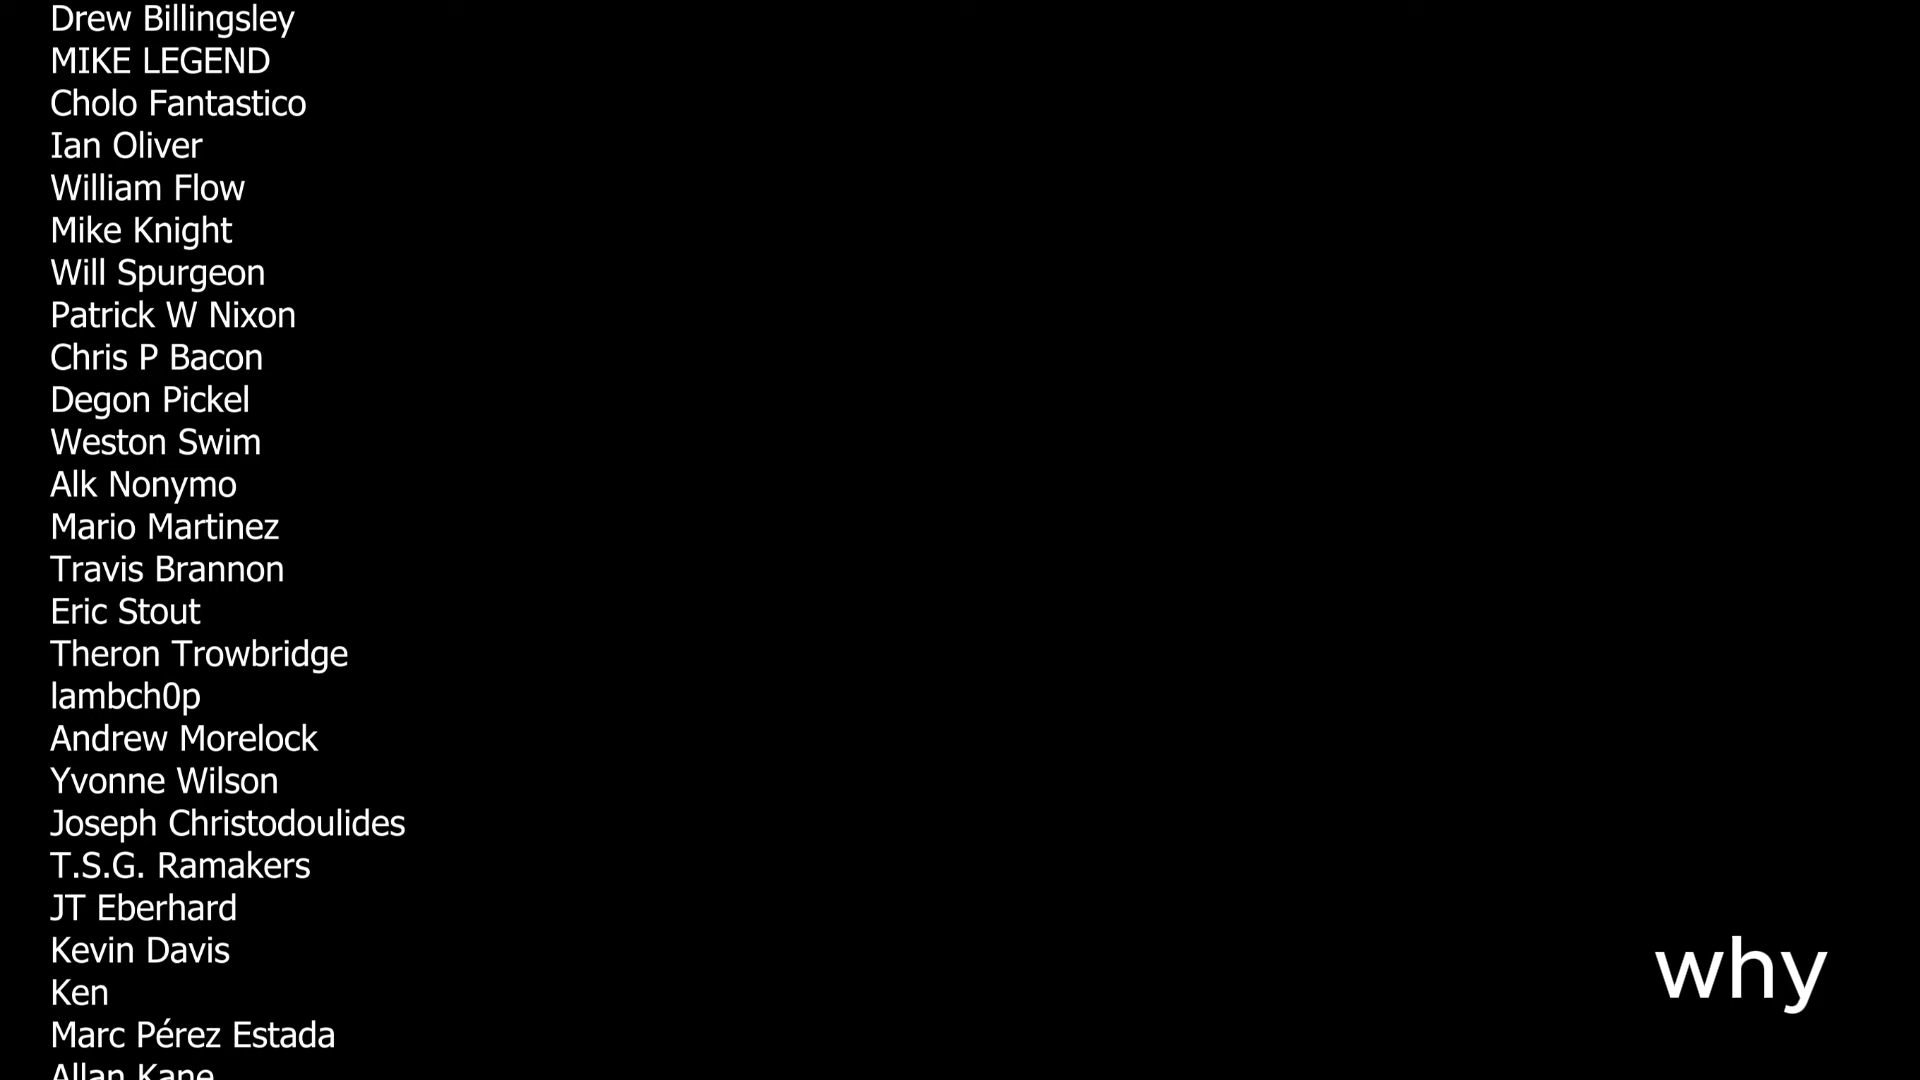 Drew Billingsley
MIKE LEGEND
Cholo Fantastico
Ian Oliver
William Flow
Mike Knight
Will Spurgeon
Patrick W Nixon
Chris P Bacon
Degon Pickel
Weston Swim
Alk Nonymo
Mario Martinez
Travis Brannon
Eric Stout
Theron Trowbridge
lambch0p
Andrew Morelock
Yvonne Wilson
Joseph Christodoulides
T.S.G. Ramakers
JT Eberhard
Kevin Davis
Ken
Marc Pérez Estada
Allan Kane
why